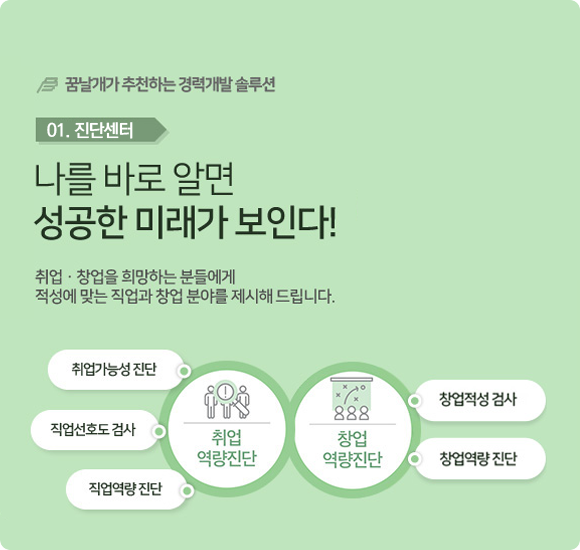 꿈날개가 추천하는 경력개발 솔루션
01. 진단센터
나를 바로 알면
성공한 미래가 보인다!
취업 · 창업을 희망하는 분들에게
적성에 맞는 직업과 창업 분야를 제시해 드립니다.
취업가능성 진단
직업선호도 검사
직업역량 진단
취업
역량진단
창업
역량진단
창업적성 검사
창업역량 진단